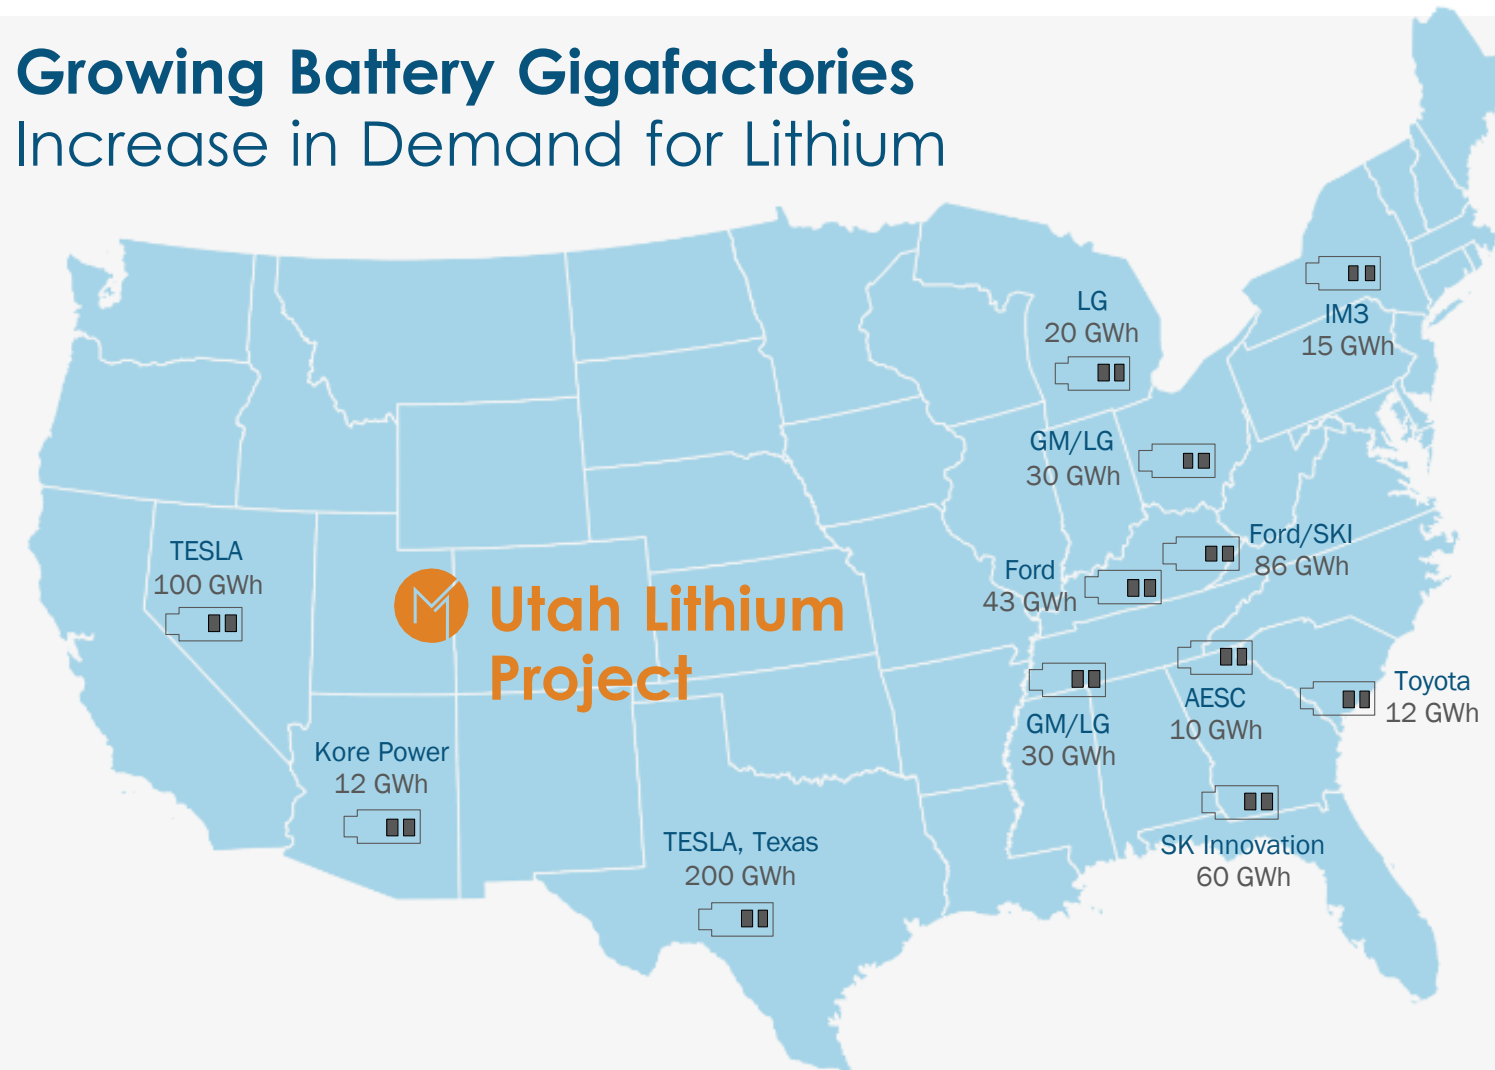 Growing Battery Gigafactories
Increase in Demand for Lithium
IM3
15 GWh
LG
20 GWh
GM/LG
30 GWh
TESLA
100 GWh
Ford/SKI
86 GWh
Ford
43 GWh
Utah Lithium
Project
Toyota
12 GWh
AESC
10 GWh
GM/LG
30 GWh
Kore Power
12 GWh
TESLA, Texas
200 GWh
SK Innovation
60 GWh